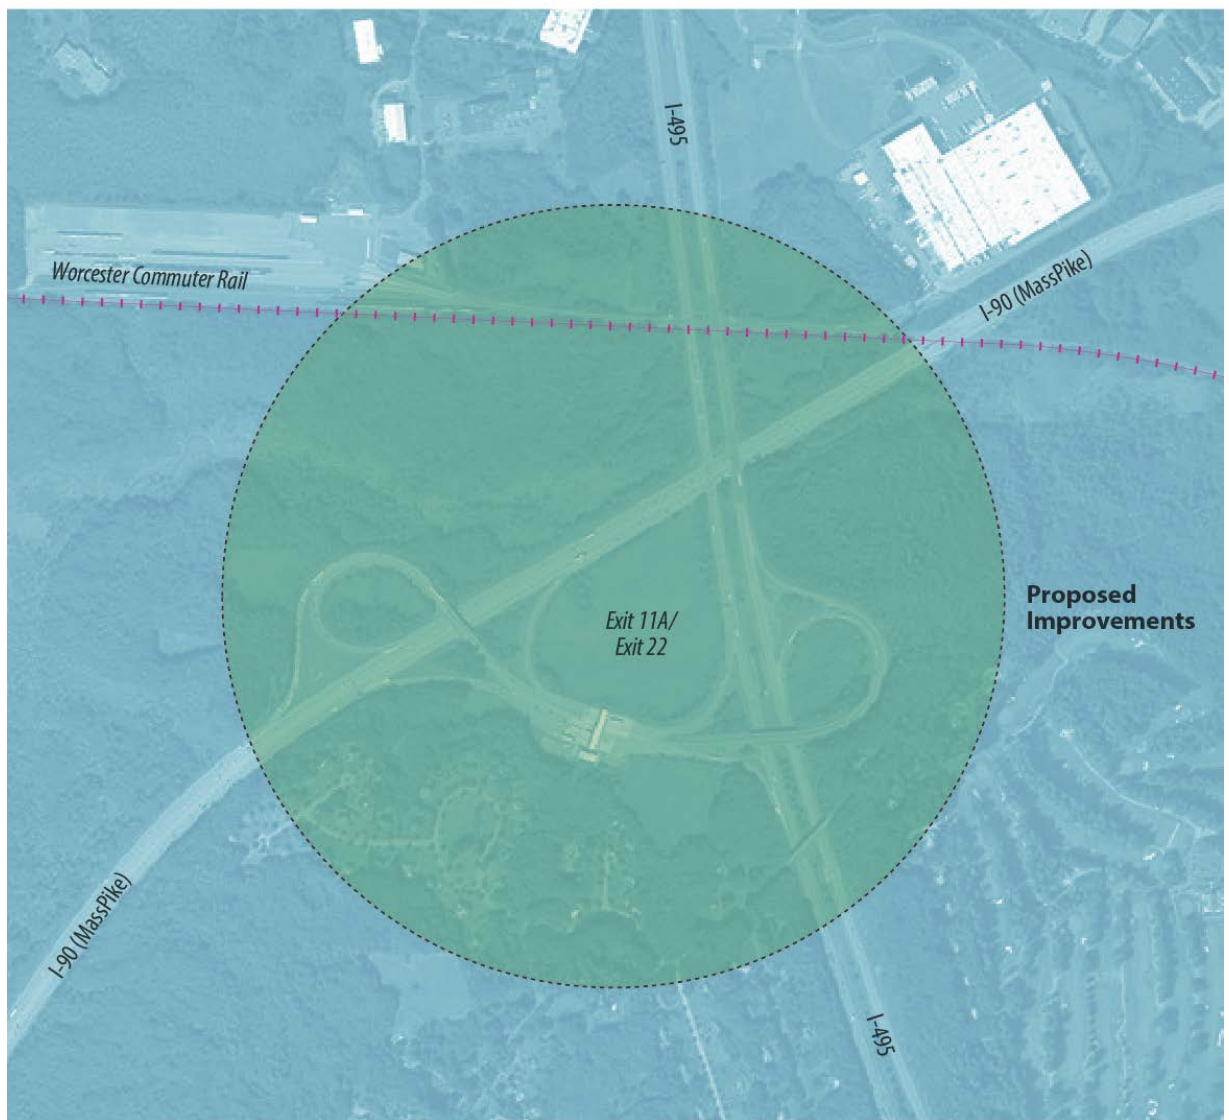 I-495
Worcester Commuter Rail
I-90 (MassPike)
Exit 11A/
Exit 22
Proposed
Improvements
I-90 (MassPike)
I-495